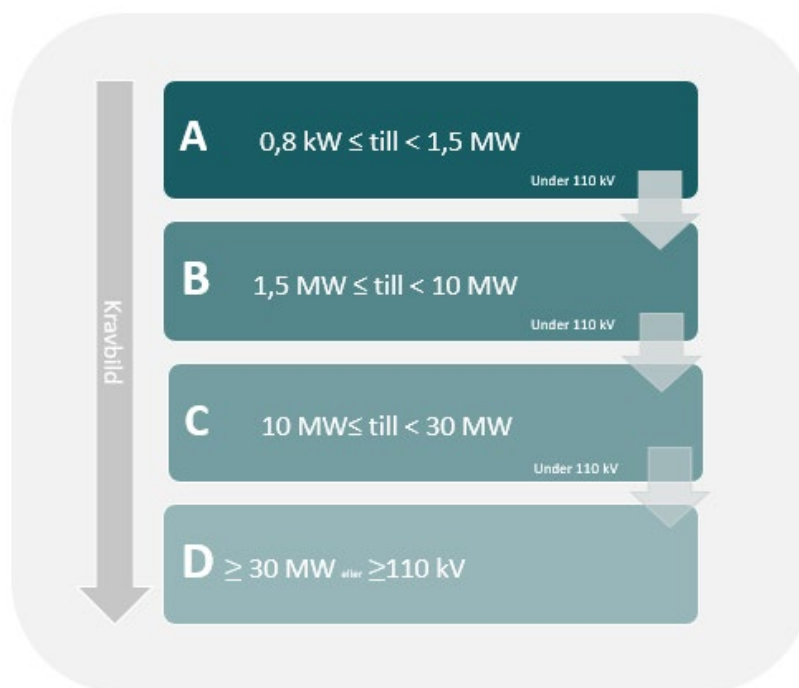 A 0,8 kW ≤ till < 1,5 MW
Under 110 kV
Kravbild
B 1,5 MW ≤ till < 10 MW
Under 110 kV
C 10 MW≤ till < 30 MW
Under 110 kV
D ≥ 30 MW eller ≥110 kV